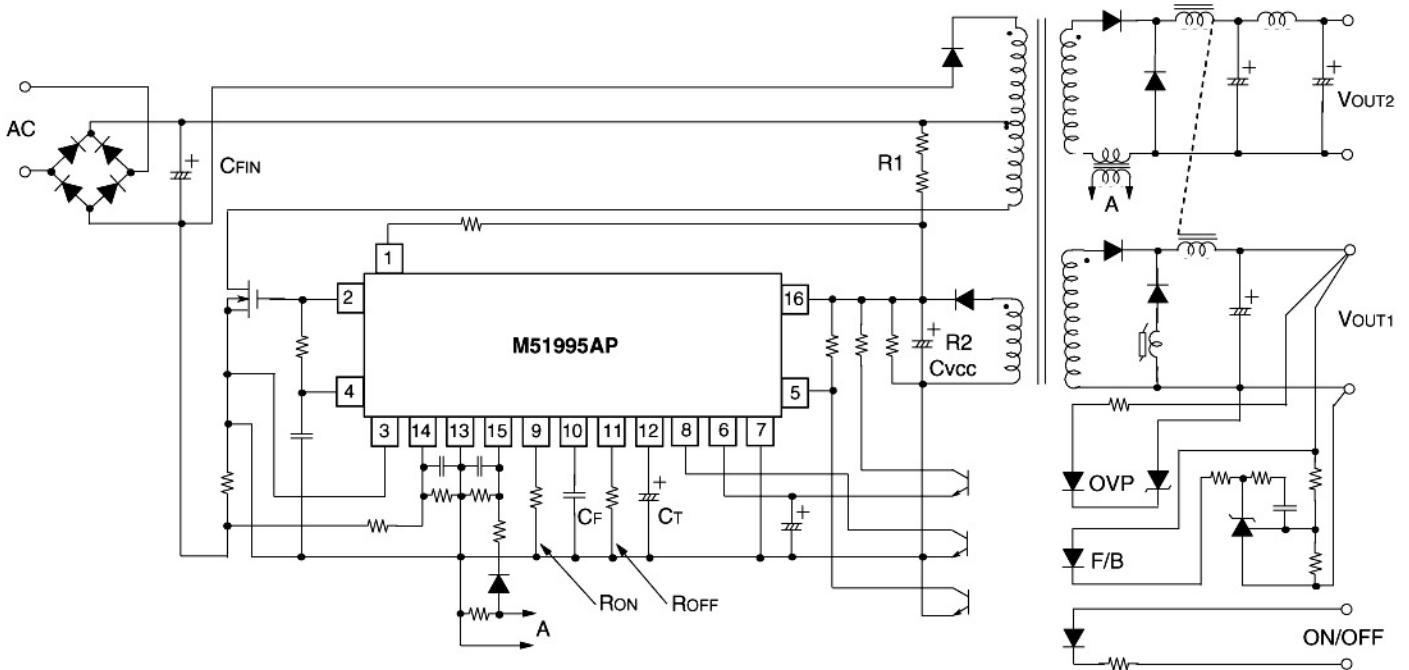 AC
CFIN
R1
VOUT2
A
1
2
16
M51995AP
R2
CVCC
VOUT1
4
5
3
14
13
15
9
10
11
12
8
6
7
OVP
CF
CT
F/B
RON
ROFF
A
ON/OFF